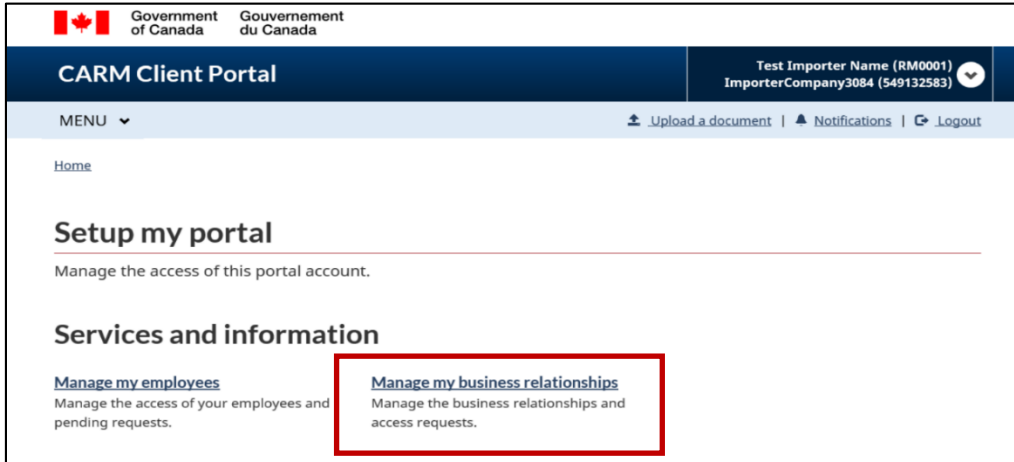 Government Gouvernement
of Canada du Canada
CARM Client Portal
Test Importer Name (RM0001)
ImporterCompany3084 (549132583)
MENU
Upload a document | Notifications | Logout
Home
Setup my portal
Manage the access of this portal account.
Services and information
Manage my employees
Manage the access of your employees and
pending requests.
Manage my business relationships
Manage the business relationships and
access requests.